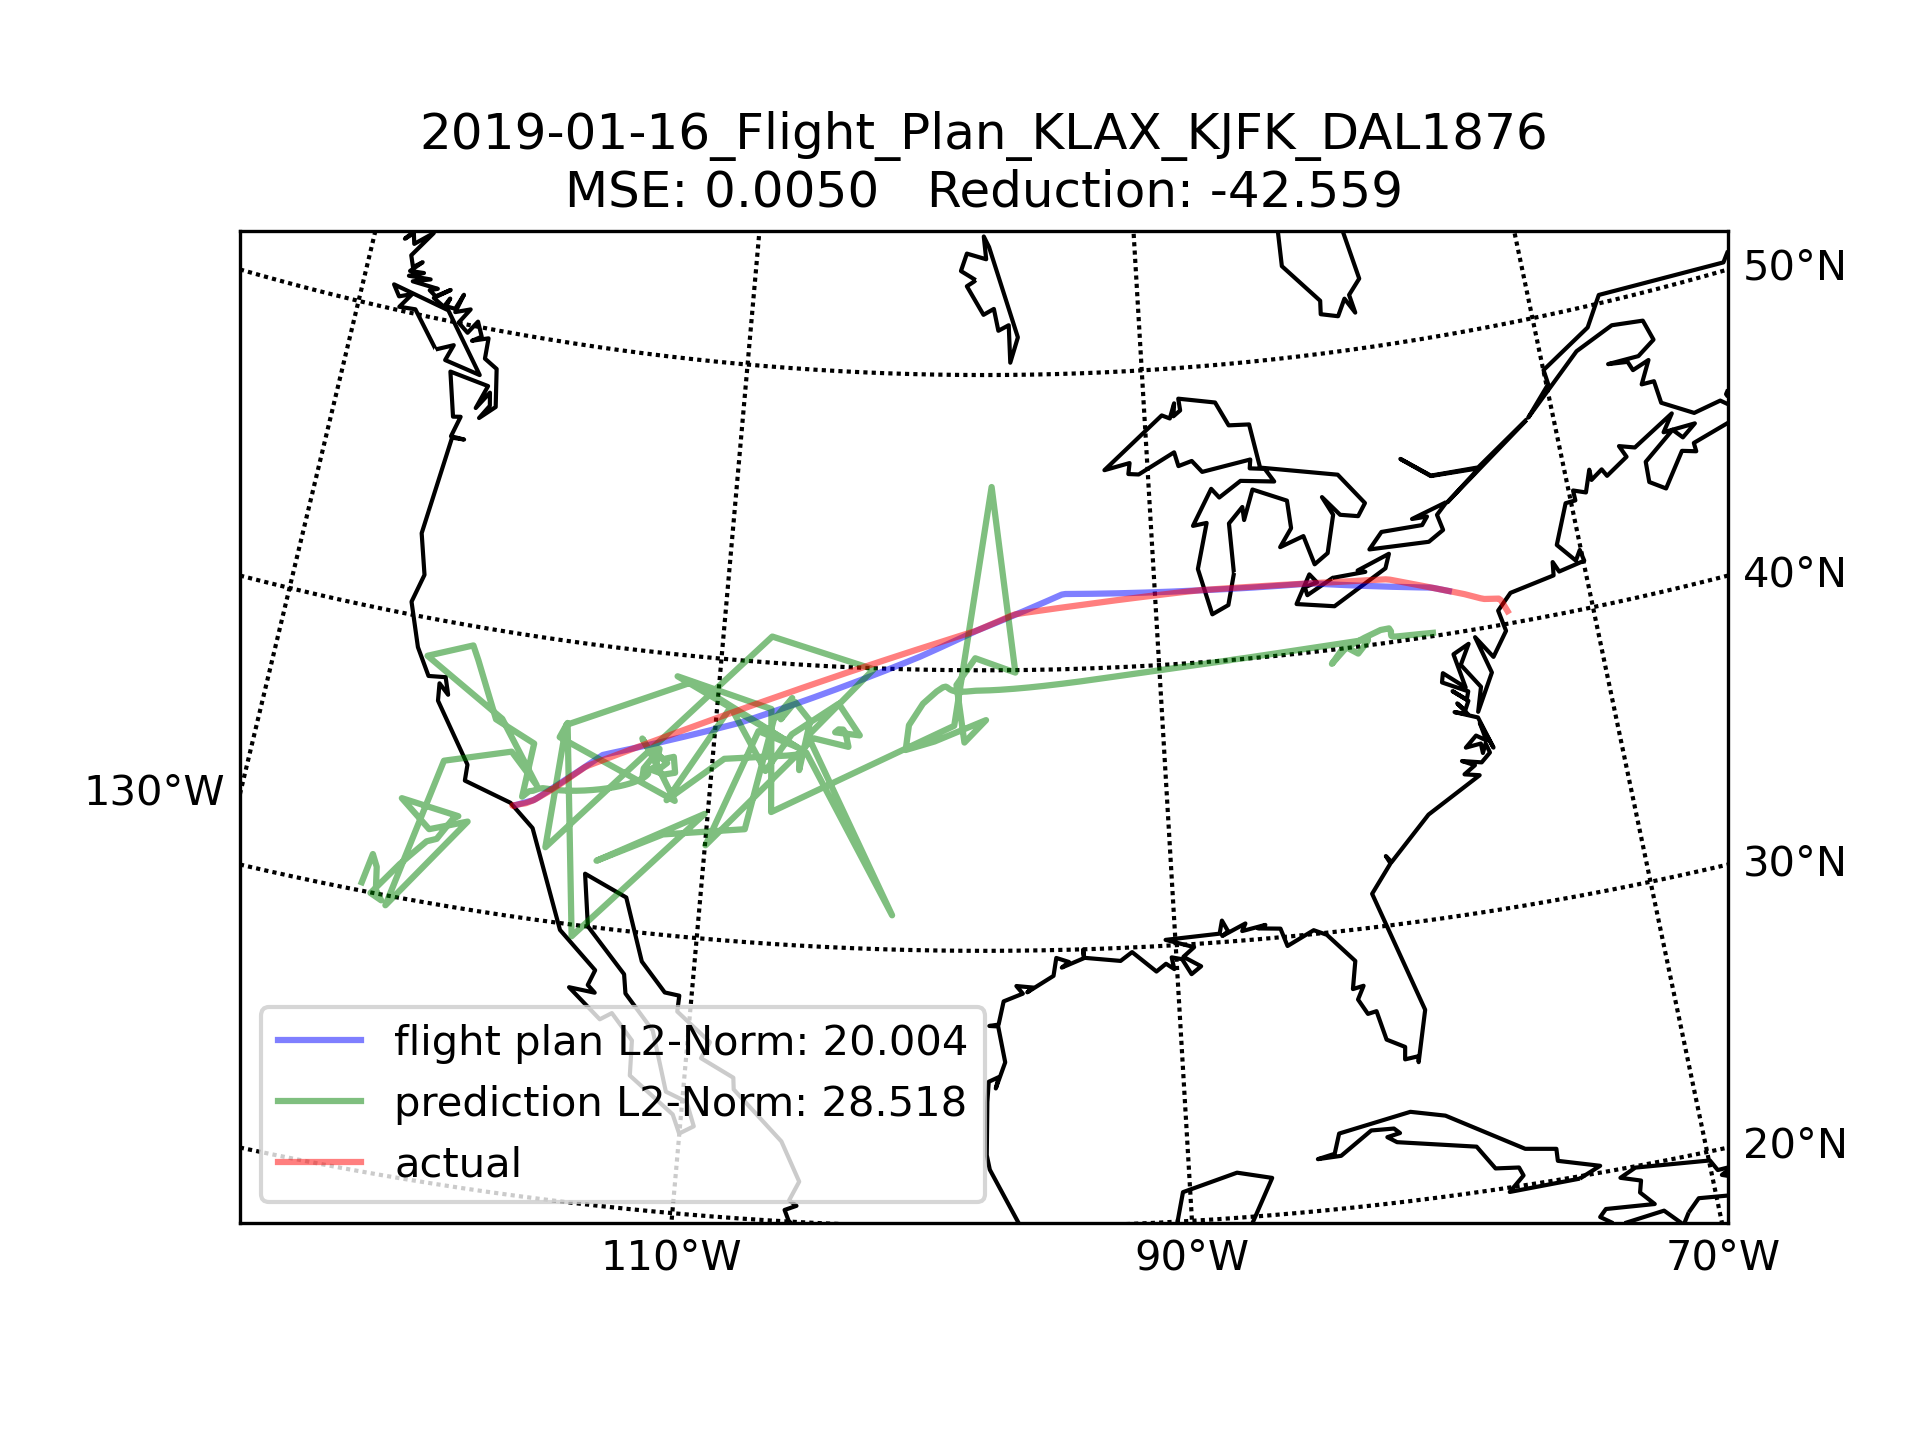 2019-01-16_Flight_Plan_KLAX_KJFK_DAL1876
MSE: 0.0050   Reduction: -42.559
50°N
40°N
130°W
30°N
flight plan L2-Norm: 20.004
prediction L2-Norm: 28.518
20°N
actual
110°W
90°W
70°W